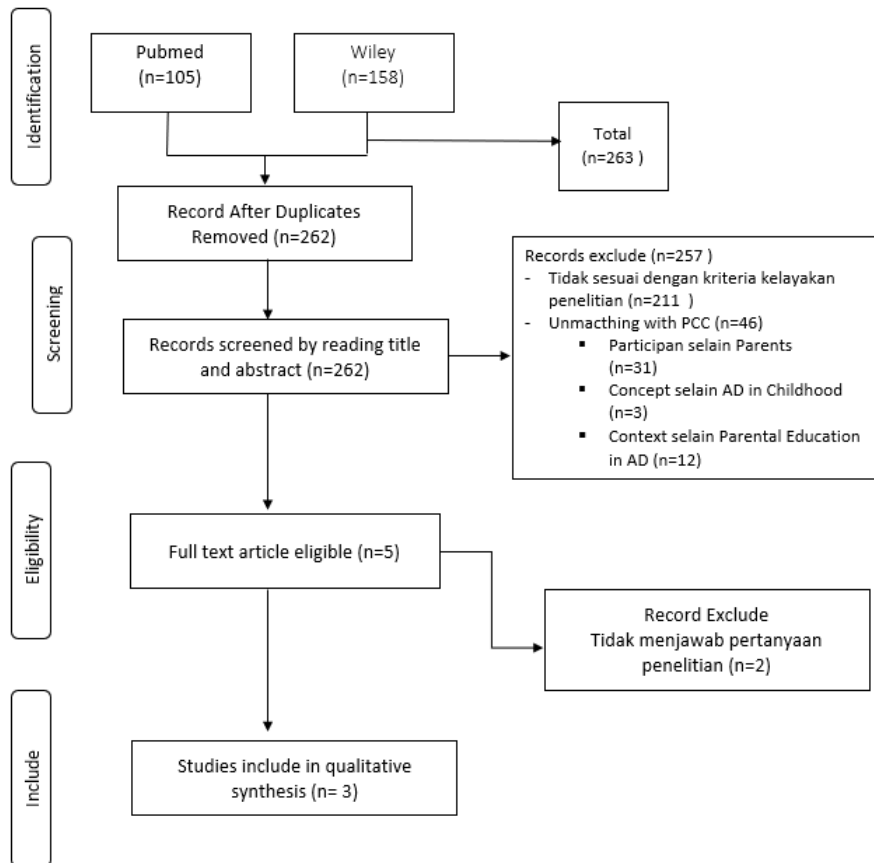 Identification
Pubmed
(n=105)
Wiley
(n=158)
Total
(n=263 )
Record After Duplicates
Removed (n=262)
Screening
Records screened by reading title
and abstract (n=262)
Records exclude (n=257 )
- Tidak sesuai dengan kriteria kelayakan
penelitian (n=211 )
- Unmacthing with PCC (n=46)
▪ Participan selain Parents
(n=31)
▪ Concept selain AD in Childhood
(n=3)
▪ Context selain Parental Education
in AD (n=12)
Eligibility
Full text article eligible (n=5)
Record Exclude
Tidak menjawab pertanyaan
penelitian (n=2)
Include
Studies include in qualitative
synthesis (n= 3)